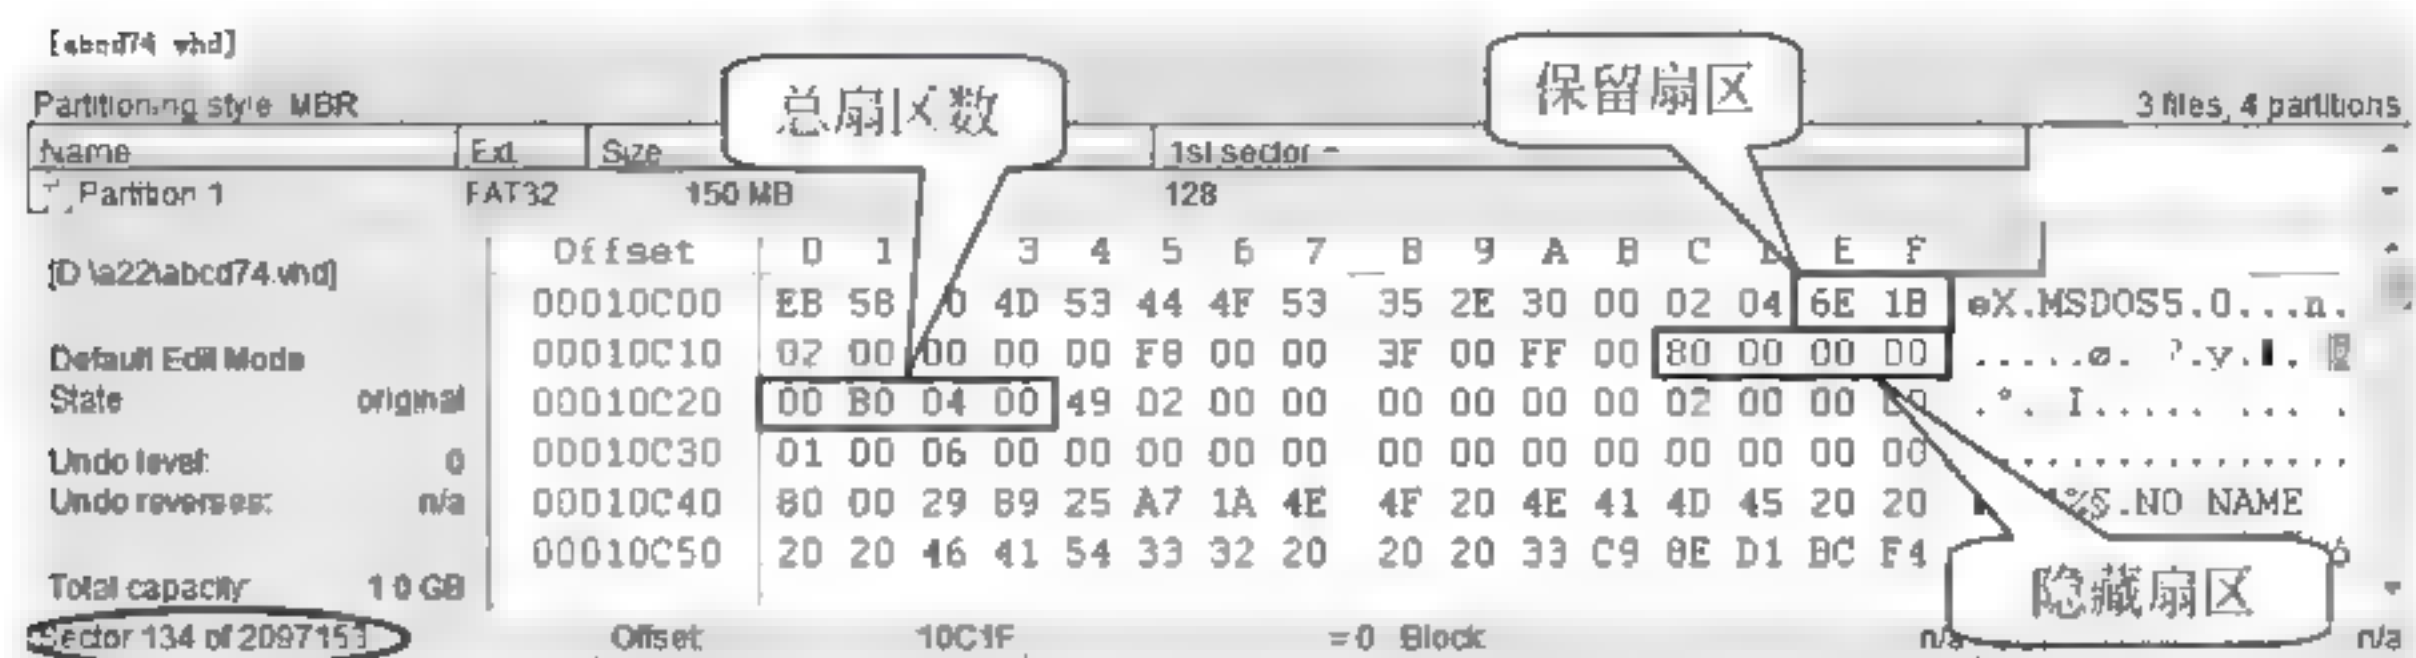 [abcd74.vhd]
Partitioning style: MBR
3 files, 4 partitions
总扇区数
保留扇区
Name Ext. Size 1st sector
Partition 1 FAT32 150 MB 128
[D:\a22\abcd74.vhd]
Default Edit Mode
State original
Undo level: 0
Undo reverses: n/a
Total capacity: 1.0 GB
Offset 0 1 3 4 5 6 7 8 9 A B C E F
00010C00 EB 58 0 4D 53 44 4F 53 35 2E 30 00 02 04 6E 1B eX.MSDOS5.0...n.
00010C10 02 00 00 00 00 F8 00 00 3F 00 FF 00 80 00 00 00
00010C20 00 B0 04 00 49 02 00 00 00 00 00 00 02 00 00 00
00010C30 01 00 06 00 00 00 00 00 00 00 00 00 00 00 00 00
00010C40 80 00 29 B9 25 A7 1A 4E 4F 20 4E 41 4D 45 20 20 %§.NO NAME
00010C50 20 20 46 41 54 33 32 20 20 20 33 C9 8E D1 BC F4
隐藏扇区
Sector 134 of 2097153 Offset: 10C1F = 0 Block: n/a n/a